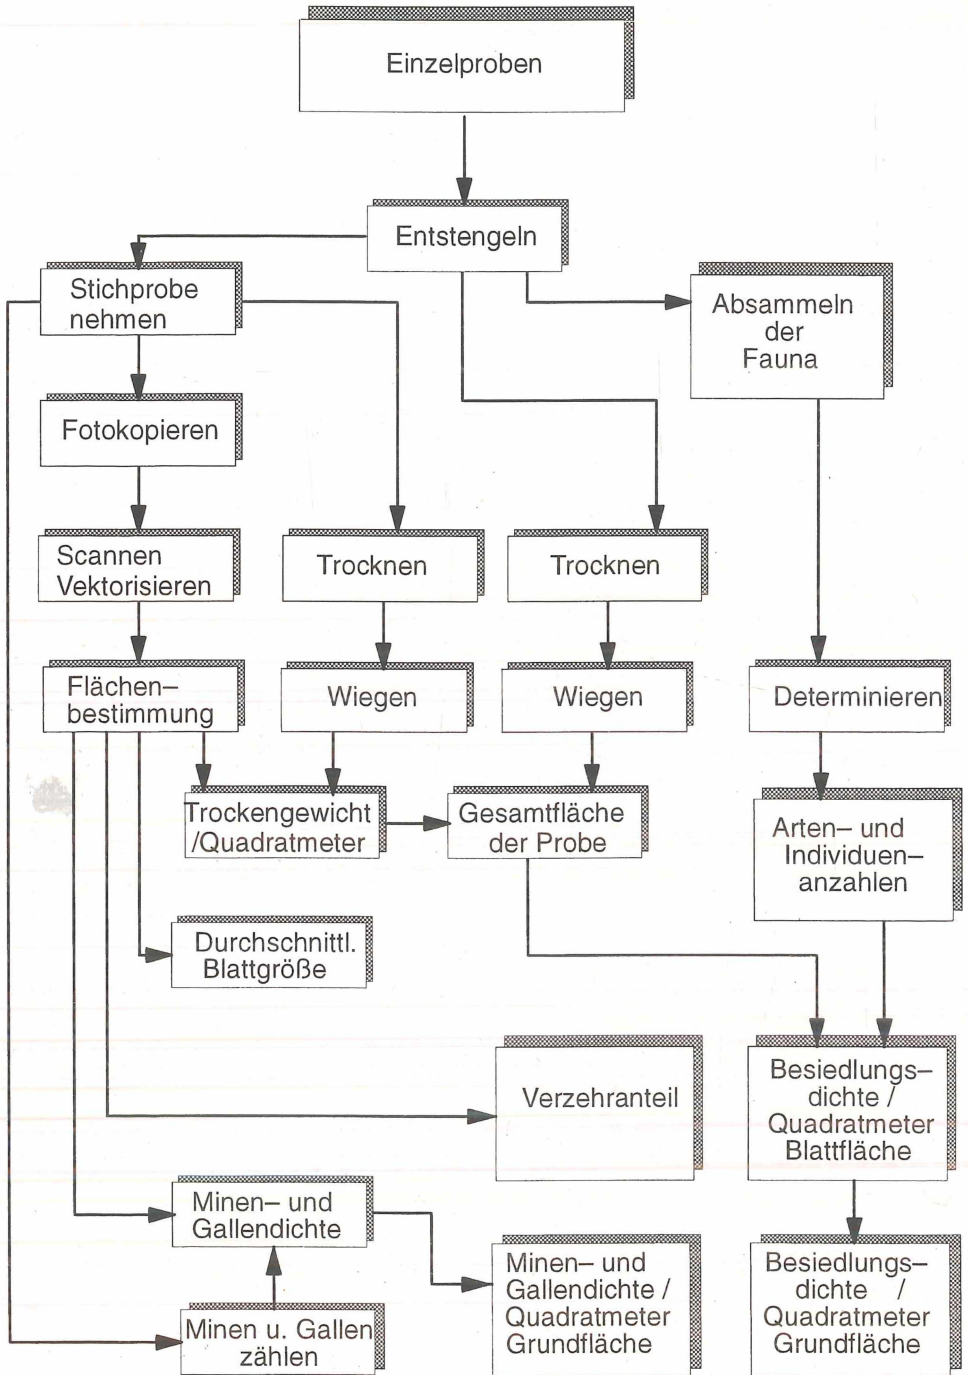 Einzelproben
Entstengeln
Stichprobe
nehmen
Absammeln
der
Fauna
Fotokopieren
Scannen
Vektorisieren
Trocknen
Trocknen
Flächen–
bestimmung
Wiegen
Wiegen
Determinieren
Trockengewicht
/Quadratmeter
Gesamtfläche
der Probe
Arten– und
Individuen–
anzahlen
Durchschnittl.
Blattgröße
Verzehranteil
Besiedlungs–
dichte /
Quadratmeter
Blattfläche
Minen– und
Gallendichte
Minen– und
Gallendichte /
Quadratmeter
Grundfläche
Besiedlungs–
dichte /
Quadratmeter
Grundfläche
Minen u. Gallen
zählen